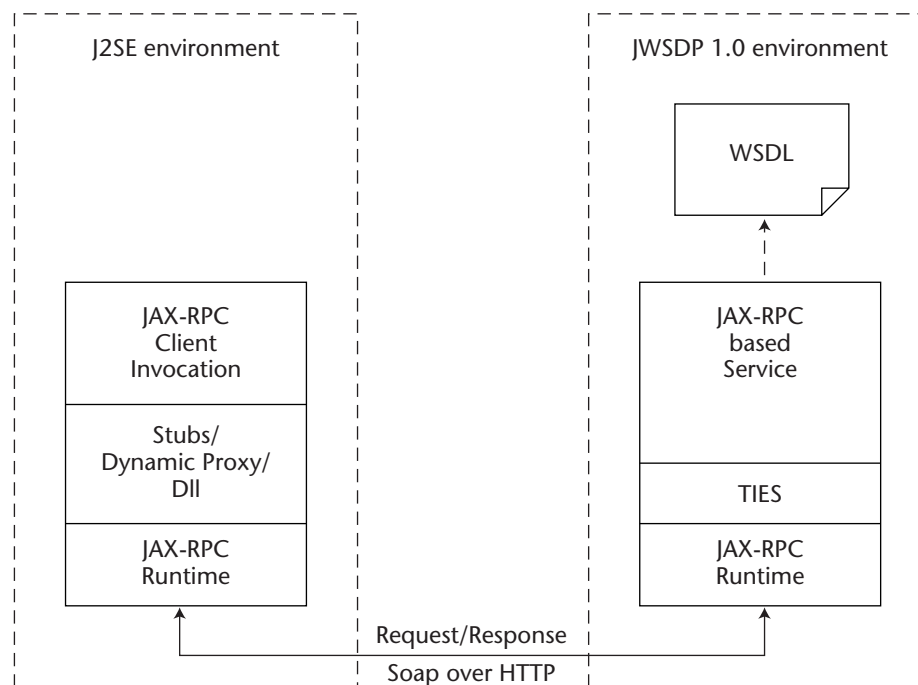 J2SE environment
JAX-RPC
Client
Invocation
Stubs/
Dynamic Proxy/
Dll
JAX-RPC
Runtime
JWSDP 1.0 environment
WSDL
JAX-RPC
based
Service
TIES
JAX-RPC
Runtime
Request/Response
Soap over HTTP